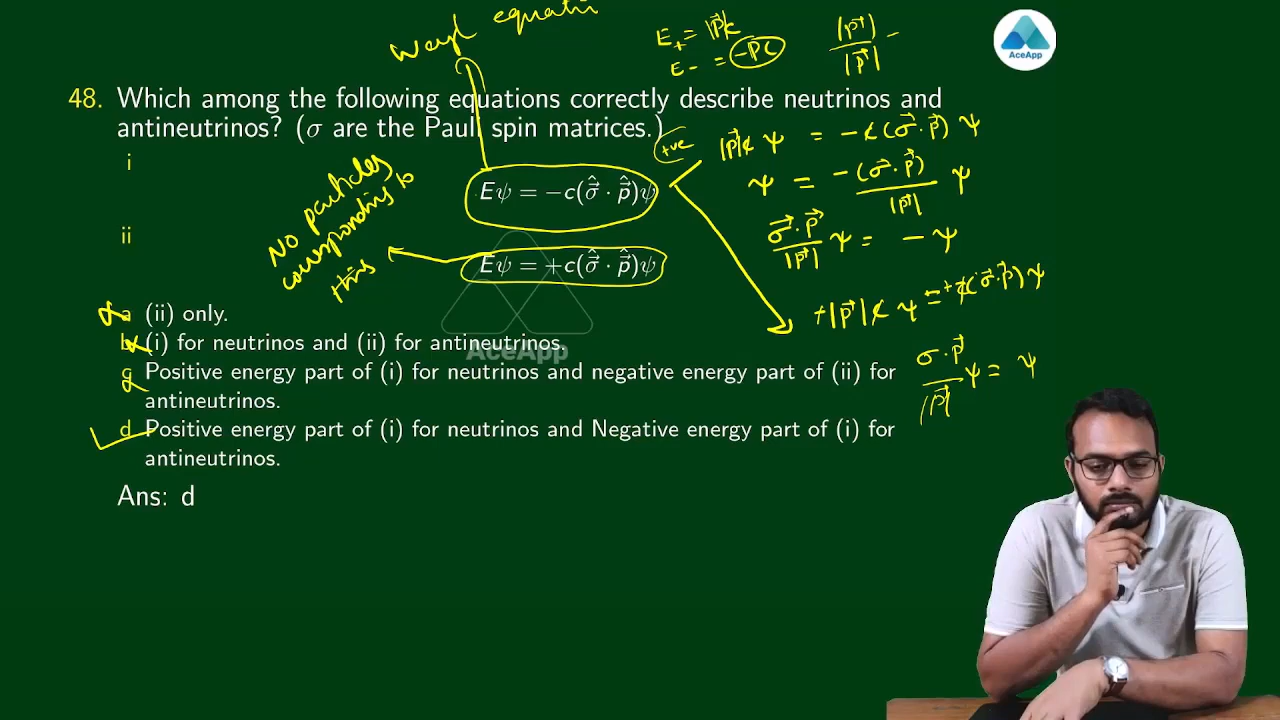 Weyl equati
E₊ = |P⃗|c
E₋ = -PC
|P⃗|
|P⃗|
AceApp
48. Which among the following equations correctly describe neutrinos and
antineutrinos? (σ are the Paul spin matrices.)
+ve
|P⃗|c ψ = -c(σ⃗·p⃗)ψ
i
Eψ = −c(σ̂⃗ · p̂⃗)ψ
ψ = -(σ⃗·P⃗)/|P⃗| ψ
No particles
corresponding to
this
ii
Eψ = +c(σ̂⃗ · p̂⃗)ψ
σ⃗·P⃗/|P⃗| ψ = - ψ
+|P⃗|c ψ = +c(σ⃗·P⃗)ψ
a (ii) only.
b (i) for neutrinos and (ii) for antineutrinos.
AceApp
c Positive energy part of (i) for neutrinos and negative energy part of (ii) for
antineutrinos.
σ·P⃗/|P⃗| ψ = ψ
d Positive energy part of (i) for neutrinos and Negative energy part of (i) for
antineutrinos.
Ans: d